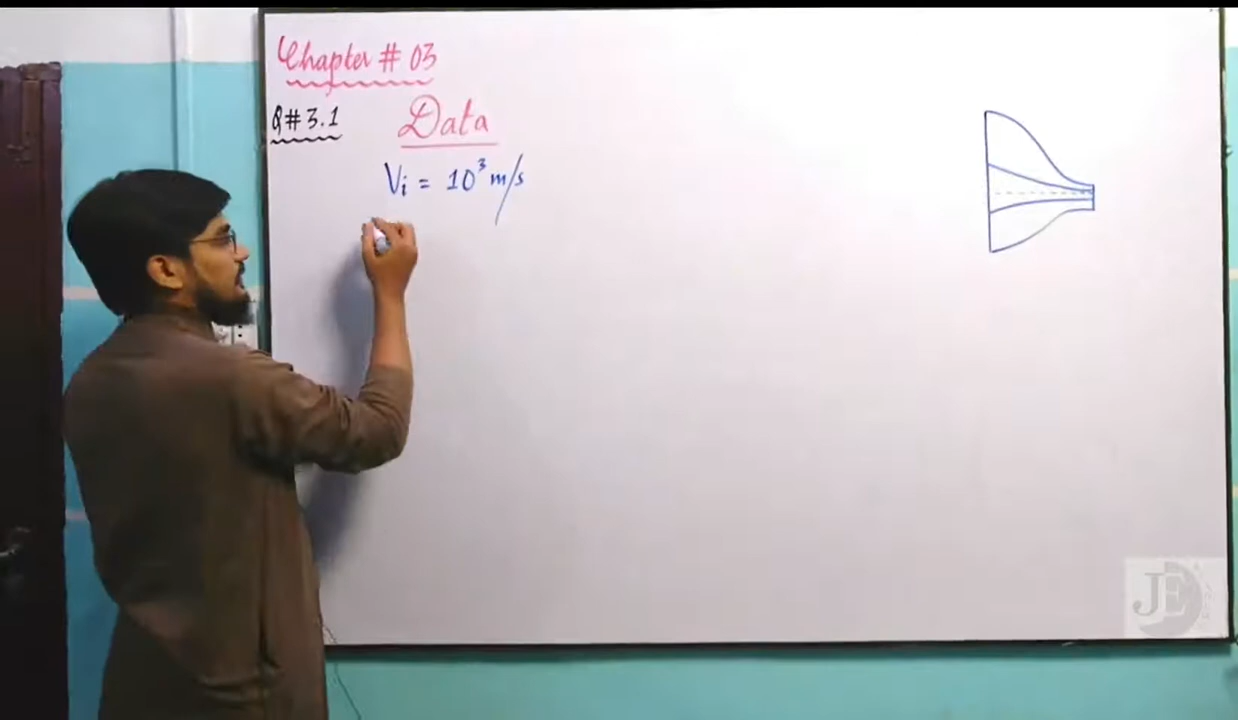 Chapter # 03
Q#3.1
Data
Vi = 10³ m/s
JE